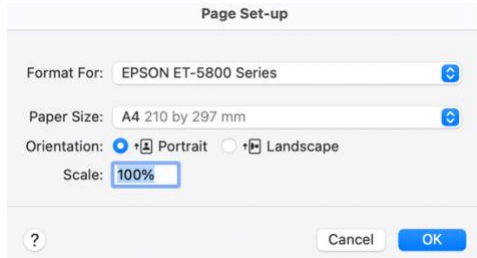 Page Set-up
Format For: EPSON ET-5800 Series
Paper Size: A4 210 by 297 mm
Orientation: Portrait Landscape
Scale: 100%
? Cancel OK